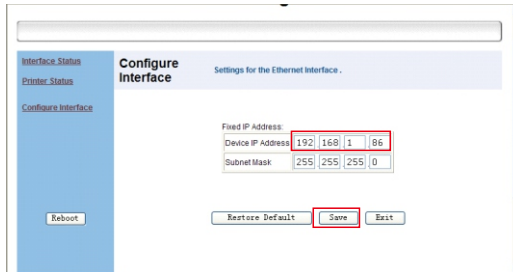 Interface Status
Printer Status
Configure Interface
Configure
Interface
Settings for the Ethernet Interface .
Fixed IP Address:
Device IP Address 192 .168 .1 .86
Subnet Mask 255 .255 .255 .0
Reboot
Restore Default Save Exit